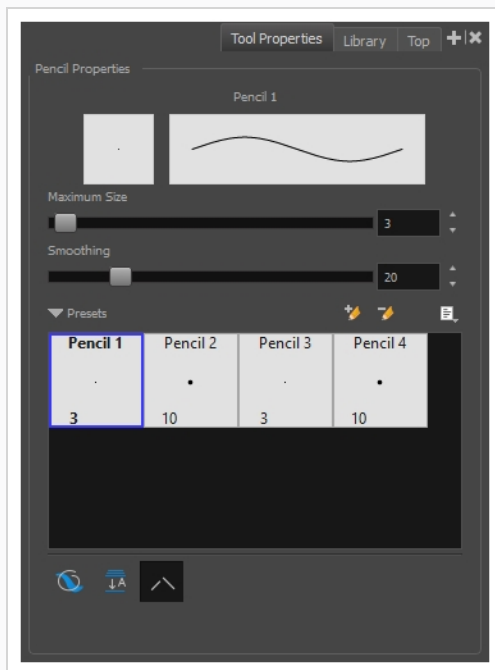 Tool Properties Library Top
Pencil Properties
Pencil 1
Maximum Size
3
Smoothing
20
Presets
Pencil 1 Pencil 2 Pencil 3 Pencil 4
3 10 3 10
A